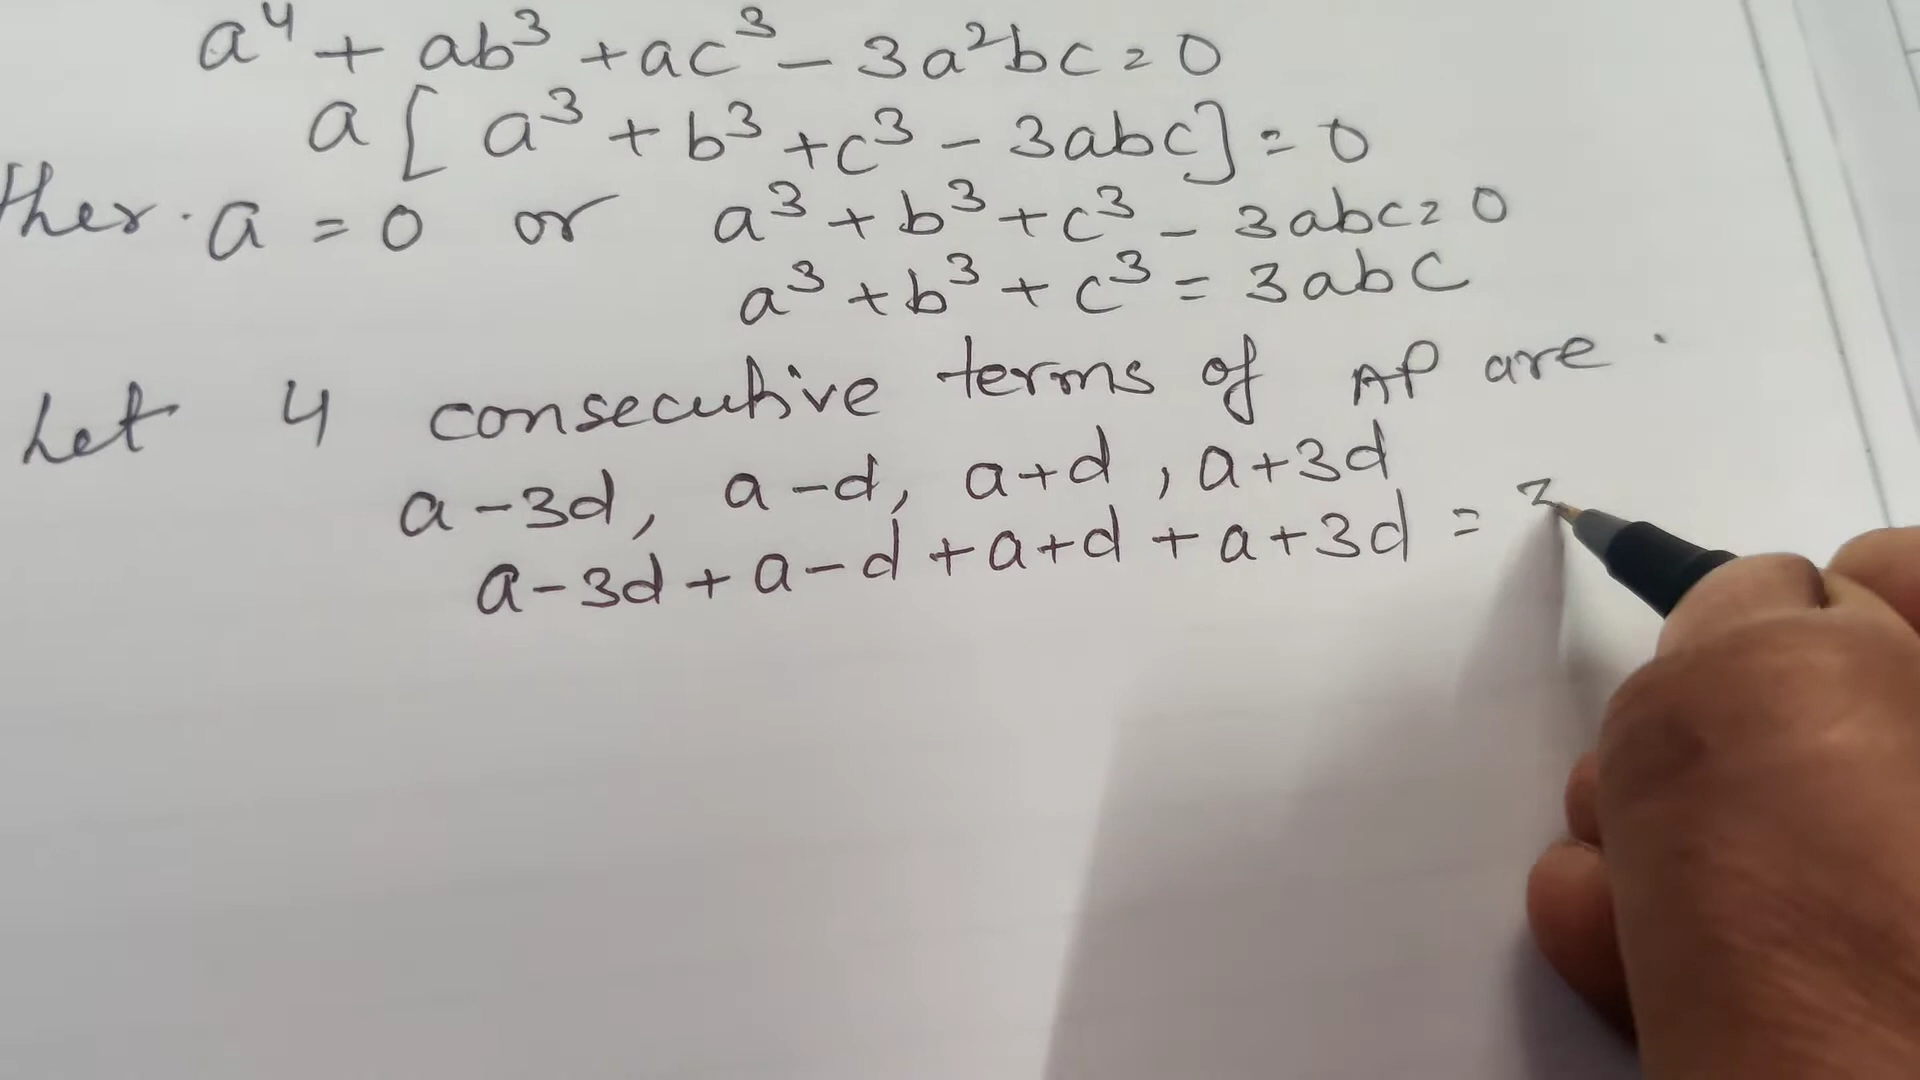 a⁴ + ab³ + ac³ - 3a²bc = 0
a [ a³ + b³ + c³ - 3abc ] = 0
ther. a = 0 or a³ + b³ + c³ - 3abc = 0
a³ + b³ + c³ = 3abc
Let 4 consecutive terms of AP are.
a - 3d, a - d, a + d, a + 3d
a - 3d + a - d + a + d + a + 3d = 3